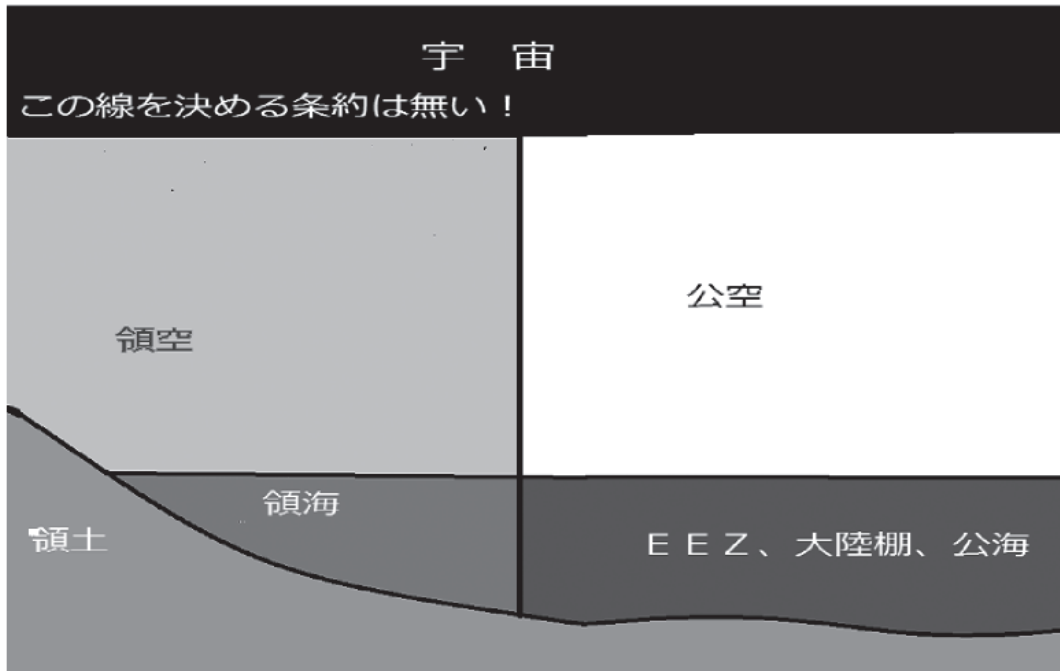 宇 宙
この線を決める条約は無い！
公空
領空
領海
領土
ＥＥＺ、大陸棚、公海